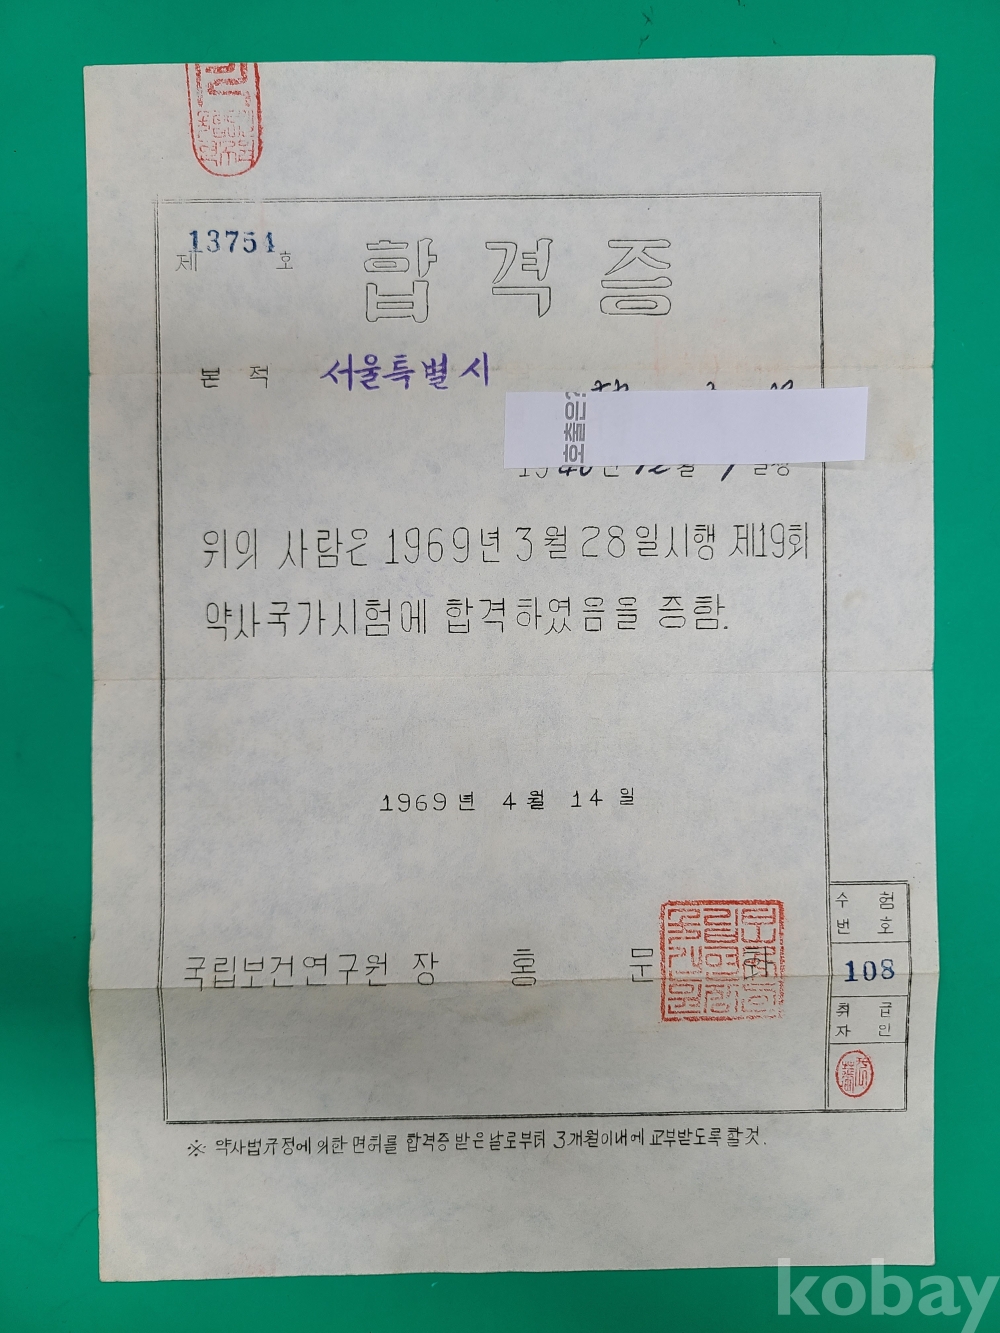 제 13754 호
합격증
본적 서울특별시
호출은
위의 사람은 1969년 3월 28일시행 제19회
약사국가시험에 합격하였음을 증함.
1969년 4월 14일
국립보건연구원 장 홍 문
수험
번호
108
취급
자인
※ 약사법규정에 의한 면허를 합격증 받은 날로부터 3개월이내에 교부받도록 할것.
kobay